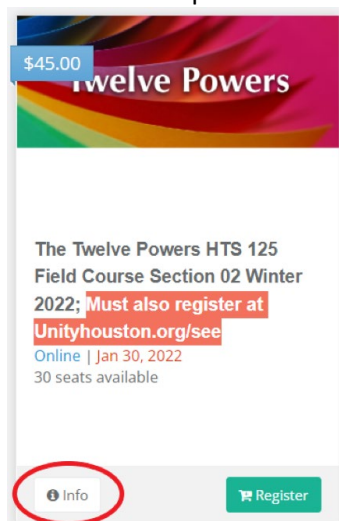 $45.00
Twelve Powers
The Twelve Powers HTS 125
Field Course Section 02 Winter
2022; Must also register at
Unityhouston.org/see
Online | Jan 30, 2022
30 seats available
Info
Register